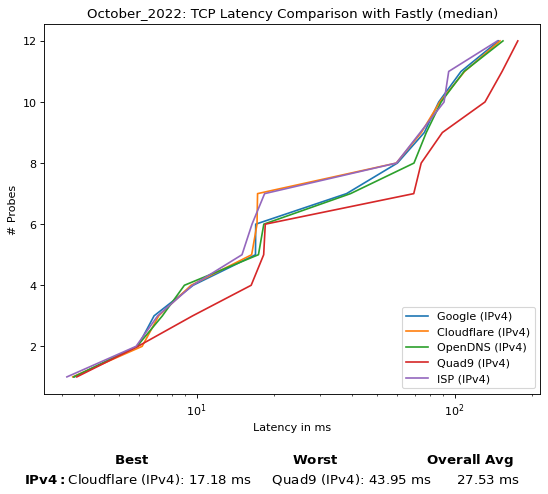 October_2022: TCP Latency Comparison with Fastly (median)
12
10
8
6
4
2
# Probes
10¹
10²
Latency in ms
Google (IPv4)
Cloudflare (IPv4)
OpenDNS (IPv4)
Quad9 (IPv4)
ISP (IPv4)
Best Worst Overall Avg
IPv4: Cloudflare (IPv4): 17.18 ms Quad9 (IPv4): 43.95 ms 27.53 ms